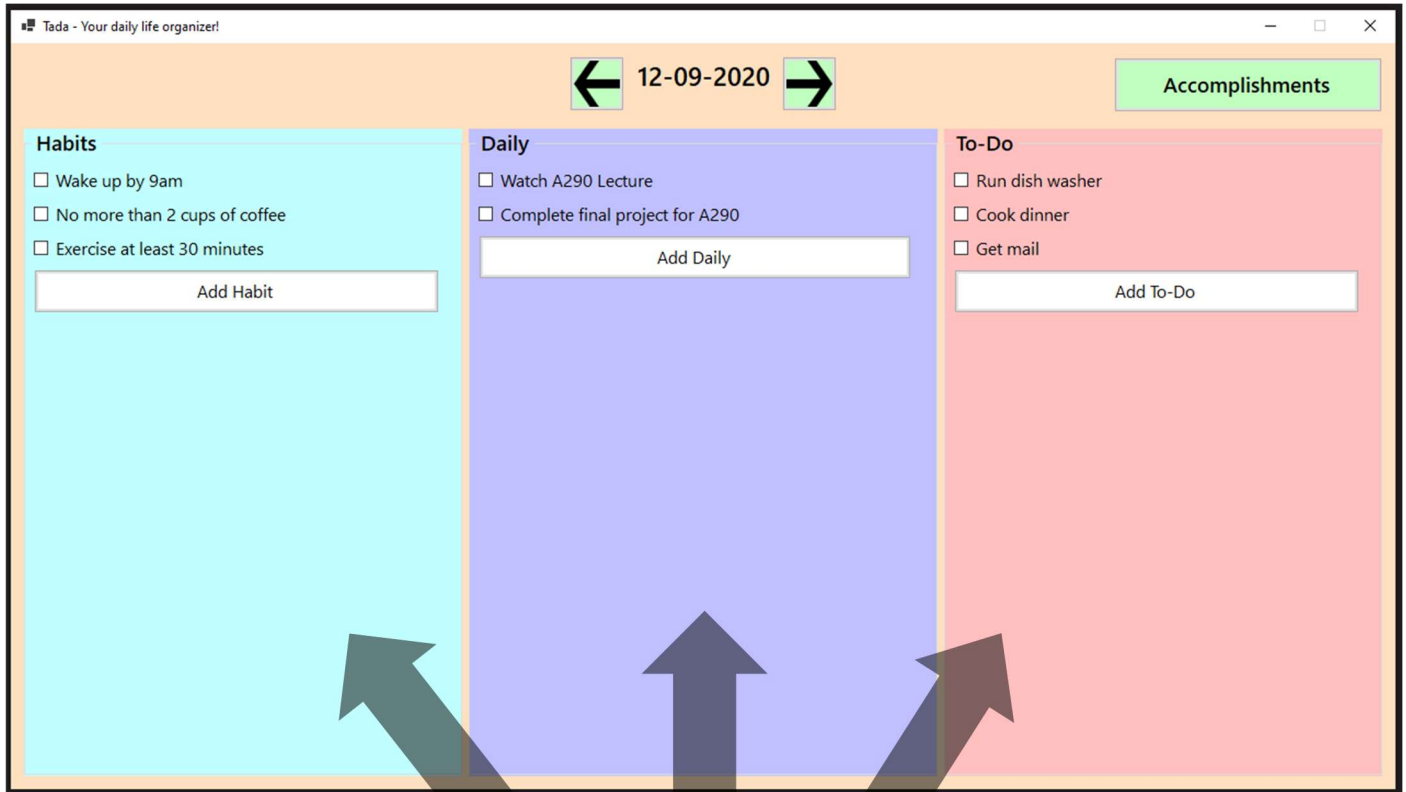 Tada - Your daily life organizer!
12-09-2020
Accomplishments
Habits
Wake up by 9am
No more than 2 cups of coffee
Exercise at least 30 minutes
Add Habit
Daily
Watch A290 Lecture
Complete final project for A290
Add Daily
To-Do
Run dish washer
Cook dinner
Get mail
Add To-Do